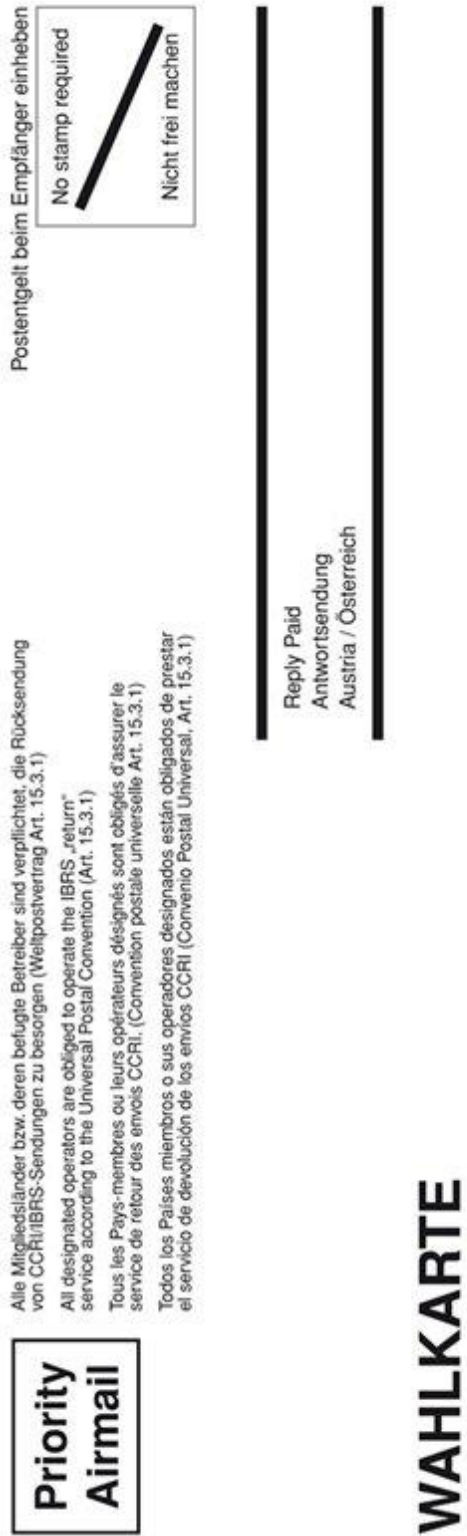 Priority
Airmail
Alle Mitgliedsländer bzw. deren befugte Betreiber sind verpflichtet, die Rücksendung
von CCRI/IBRS-Sendungen zu besorgen (Weltpostvertrag Art. 15.3.1)
All designated operators are obliged to operate the IBRS „return“
service according to the Universal Postal Convention (Art. 15.3.1)
Tous les Pays-membres ou leurs opérateurs désignés sont obligés d'assurer le
service de retour des envois CCRI. (Convention postale universelle Art. 15.3.1)
Todos los Países miembros o sus operadores designados están obligados de prestar
el servicio de devolución de los envíos CCRI (Convenio Postal Universal, Art. 15.3.1)
Postentgelt beim Empfänger einheben
No stamp required
Nicht frei machen
Reply Paid
Antwortsendung
Austria / Österreich
WAHLKARTE